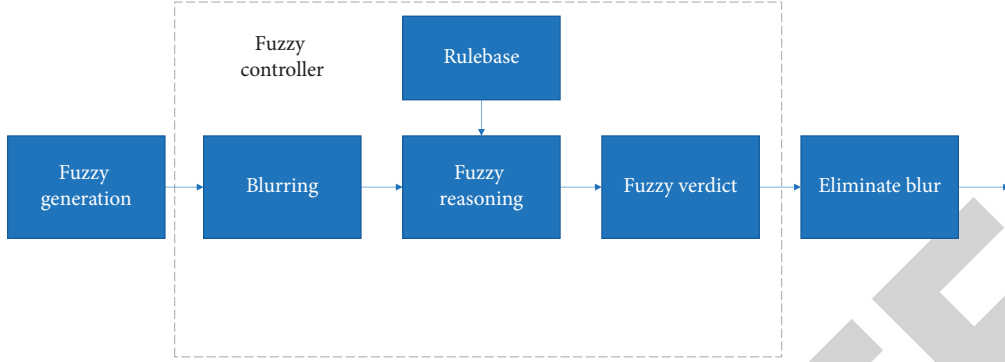 Fuzzy
controller
Rulebase
Fuzzy
generation
Blurring
Fuzzy
reasoning
Fuzzy verdict
Eliminate blur